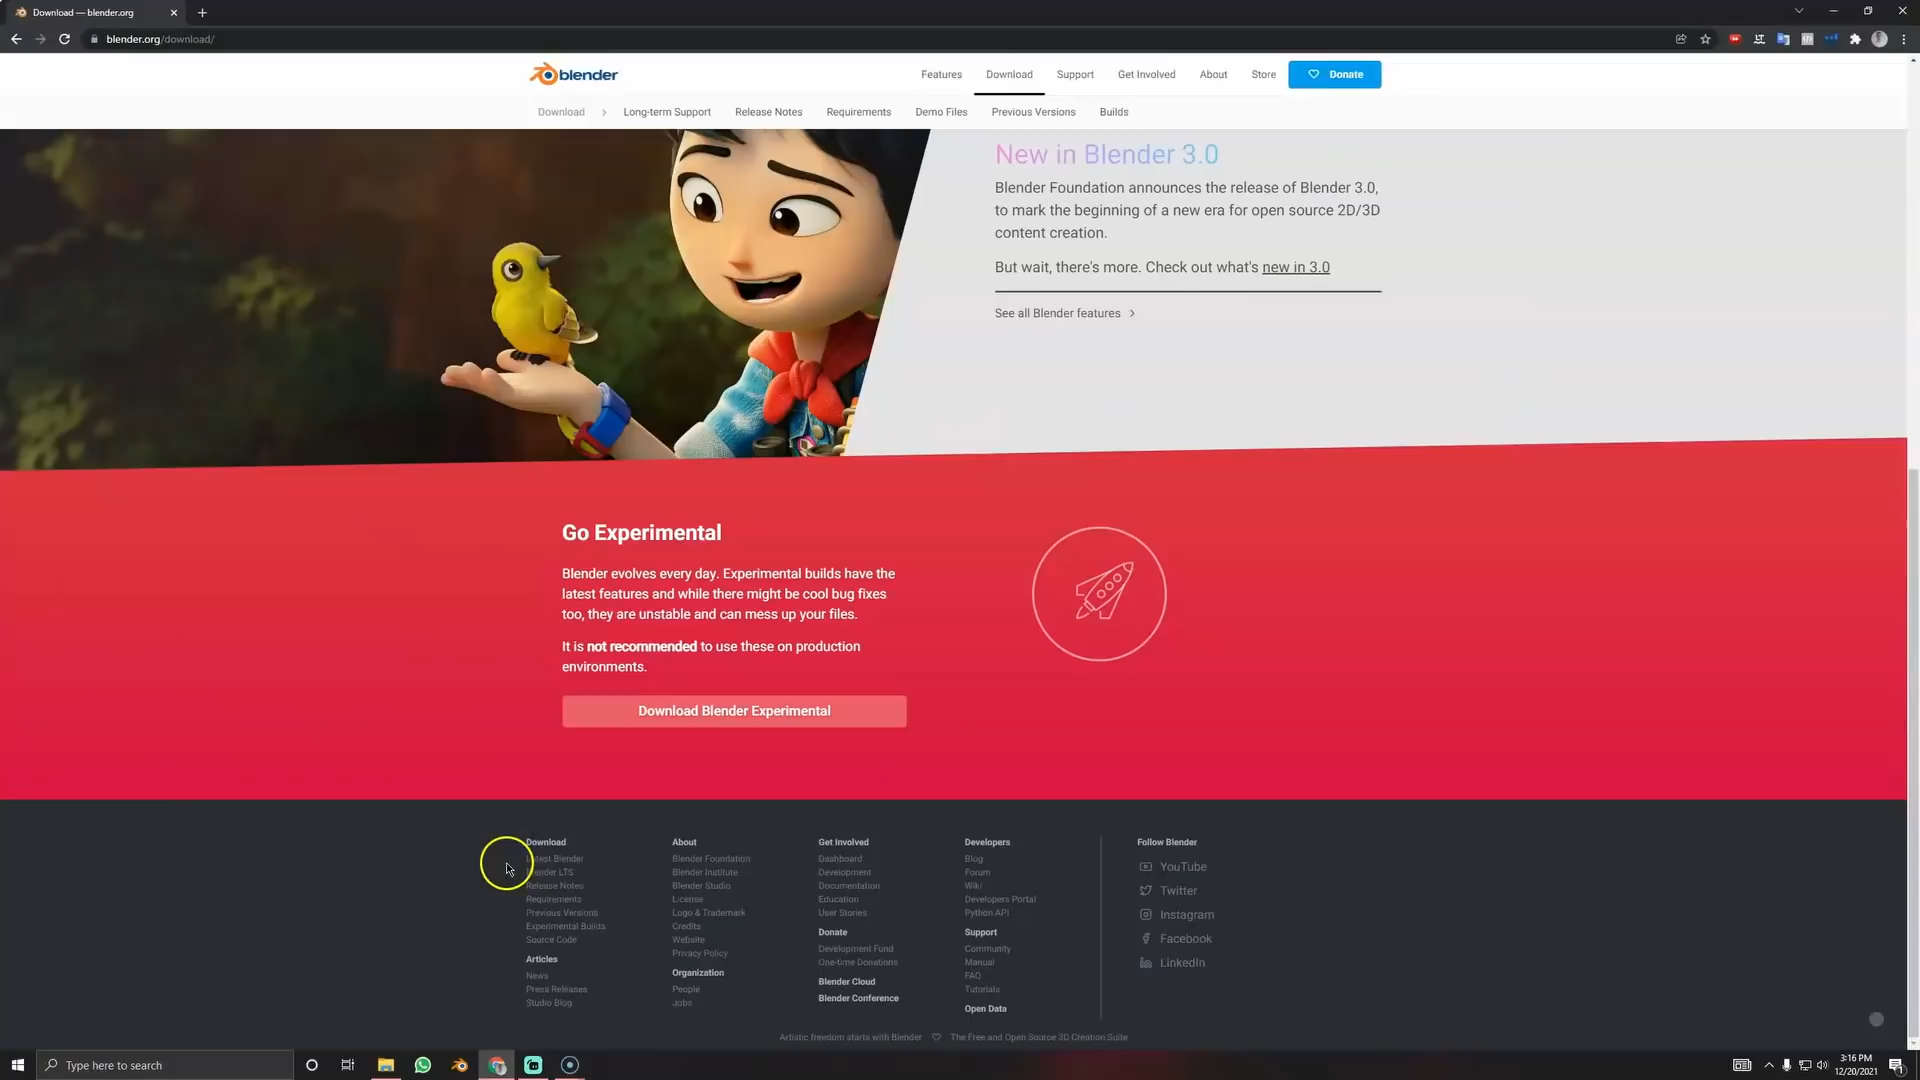 Download — blender.org
blender.org/download/
blender
Features
Download
Support
Get Involved
About
Store
Donate
Download
Long-term Support
Release Notes
Requirements
Demo Files
Previous Versions
Builds
New in Blender 3.0
Blender Foundation announces the release of Blender 3.0,
to mark the beginning of a new era for open source 2D/3D
content creation.
But wait, there's more. Check out what's new in 3.0
See all Blender features
Go Experimental
Blender evolves every day. Experimental builds have the
latest features and while there might be cool bug fixes
too, they are unstable and can mess up your files.
It is not recommended to use these on production
environments.
Download Blender Experimental
Download
Latest Blender
Blender LTS
Release Notes
Requirements
Previous Versions
Experimental Builds
Source Code
Articles
News
Press Releases
Studio Blog
About
Blender Foundation
Blender Institute
Blender Studio
License
Logo & Trademark
Credits
Website
Privacy Policy
Organization
People
Jobs
Get Involved
Dashboard
Development
Documentation
Education
User Stories
Donate
Development Fund
One-time Donations
Blender Cloud
Blender Conference
Developers
Blog
Forum
Wiki
Developers Portal
Python API
Support
Community
Manual
FAQ
Tutorials
Open Data
Follow Blender
YouTube
Twitter
Instagram
Facebook
LinkedIn
Artistic freedom starts with Blender
The Free and Open Source 3D Creation Suite
Type here to search
3:16 PM
12/20/2021